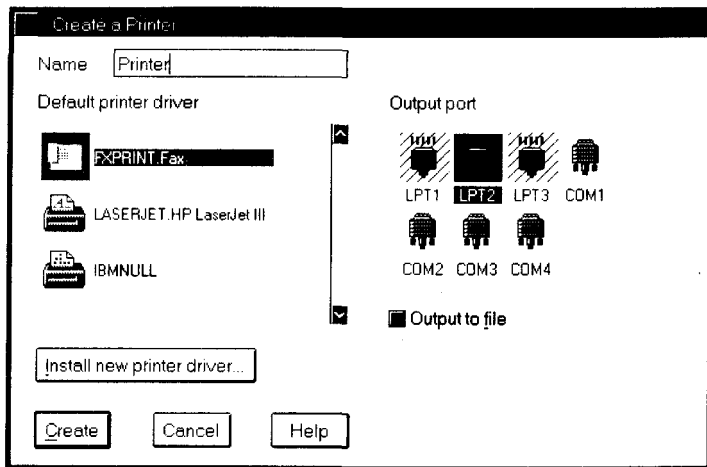 Create a Printer
Name Printer
Default printer driver
FXPRINT.Fax
LASERJET.HP LaserJet III
IBMNULL
Install new printer driver...
Create Cancel Help
Output port
LPT1 LPT2 LPT3 COM1
COM2 COM3 COM4
Output to file